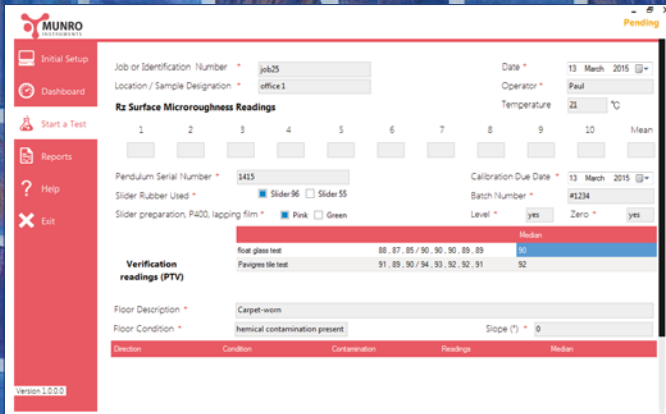 MUNRO
INSTRUMENTS
Pending
Initial Setup
Dashboard
Start a Test
Reports
Help
Exit
Version 1.0.0.0
Job or Identification Number * job25 Date * 13 March 2015
Location / Sample Designation * office 1 Operator * Paul
Rz Surface Microroughness Readings Temperature 21 °C
1 2 3 4 5 6 7 8 9 10 Mean
Pendulum Serial Number * 1415 Calibration Due Date * 13 March 2015
Slider Rubber Used * Slider 96 Slider 55 Batch Number * #1234
Slider preparation, P400, lapping film * Pink Green Level * yes Zero * yes
Median
float glass test 88 , 87 , 85 / 90 , 90 , 90 , 89 , 89 90
Verification
Pavigres tile test 91 , 89 , 90 / 94 , 93 , 92 , 92 , 91 92
readings (PTV)
Floor Description * Carpet-worn
Floor Condition * hemical contamination present Slope (°) * 0
Direction Condition Contamination Readings Median